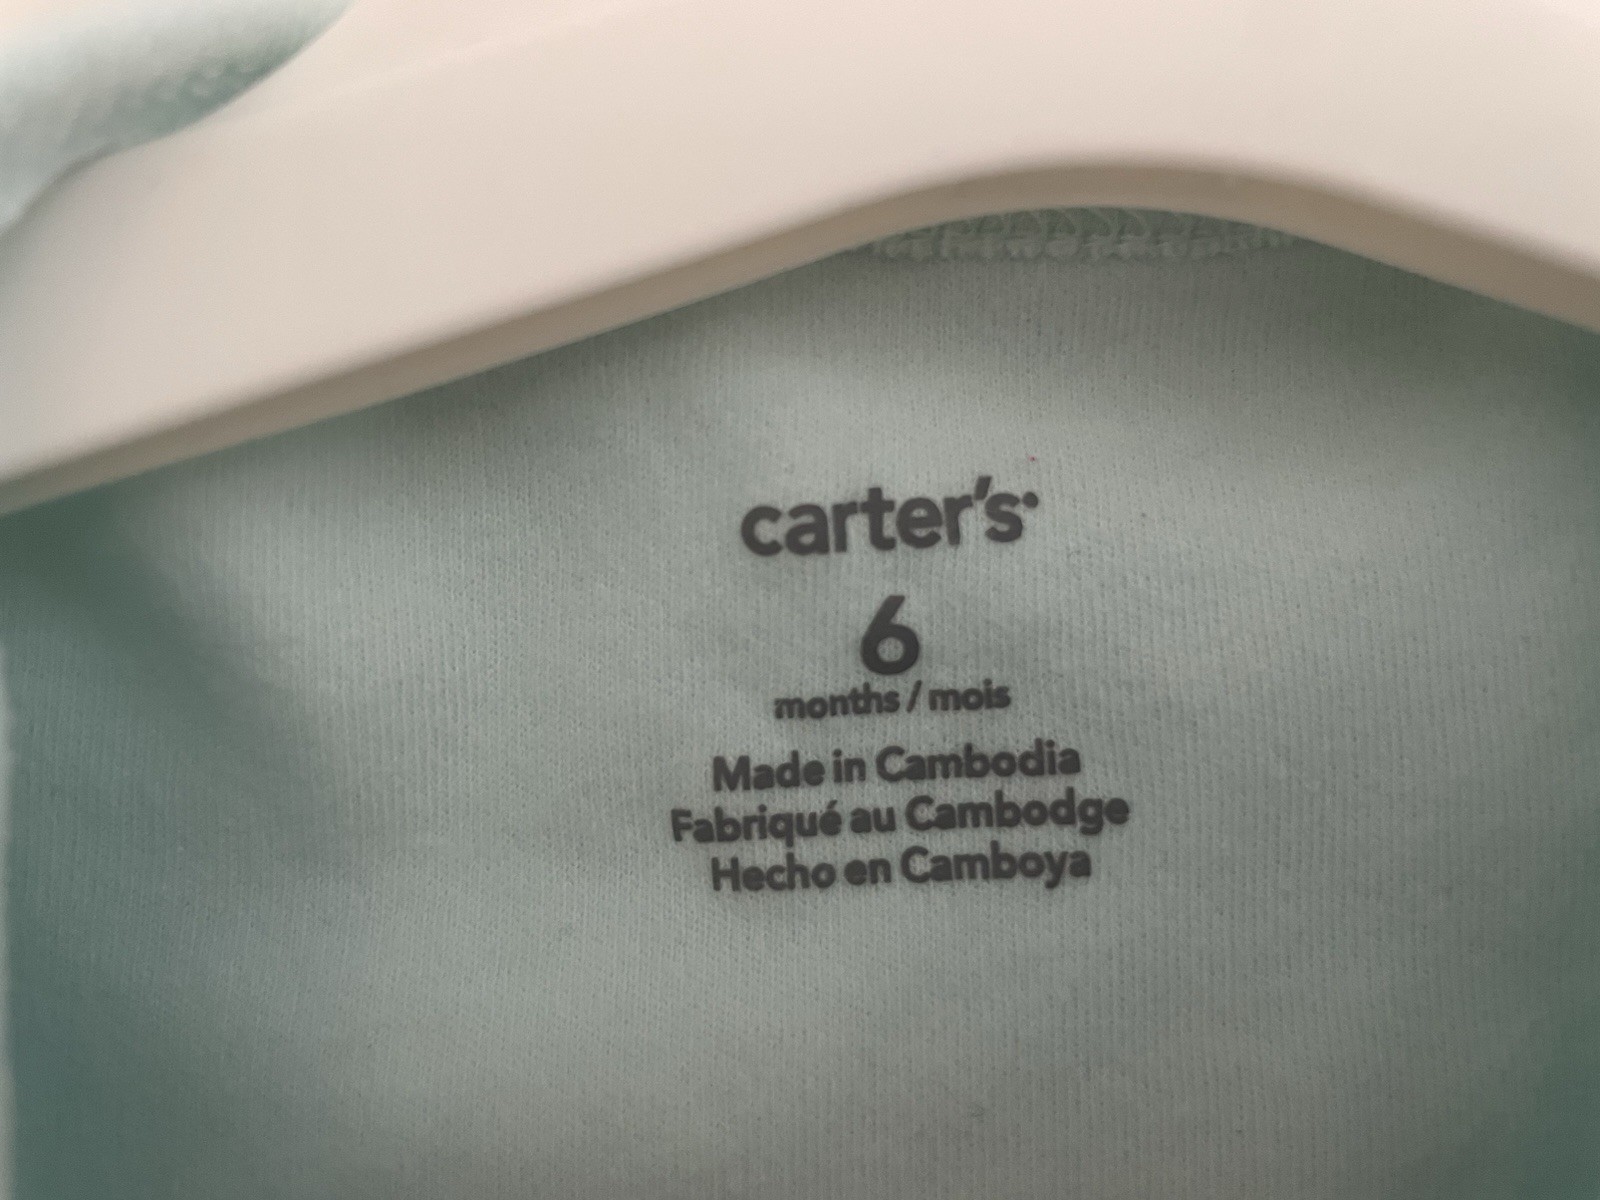 carter's
6
months / mois
Made in Cambodia
Fabriqué au Cambodge
Hecho en Camboya